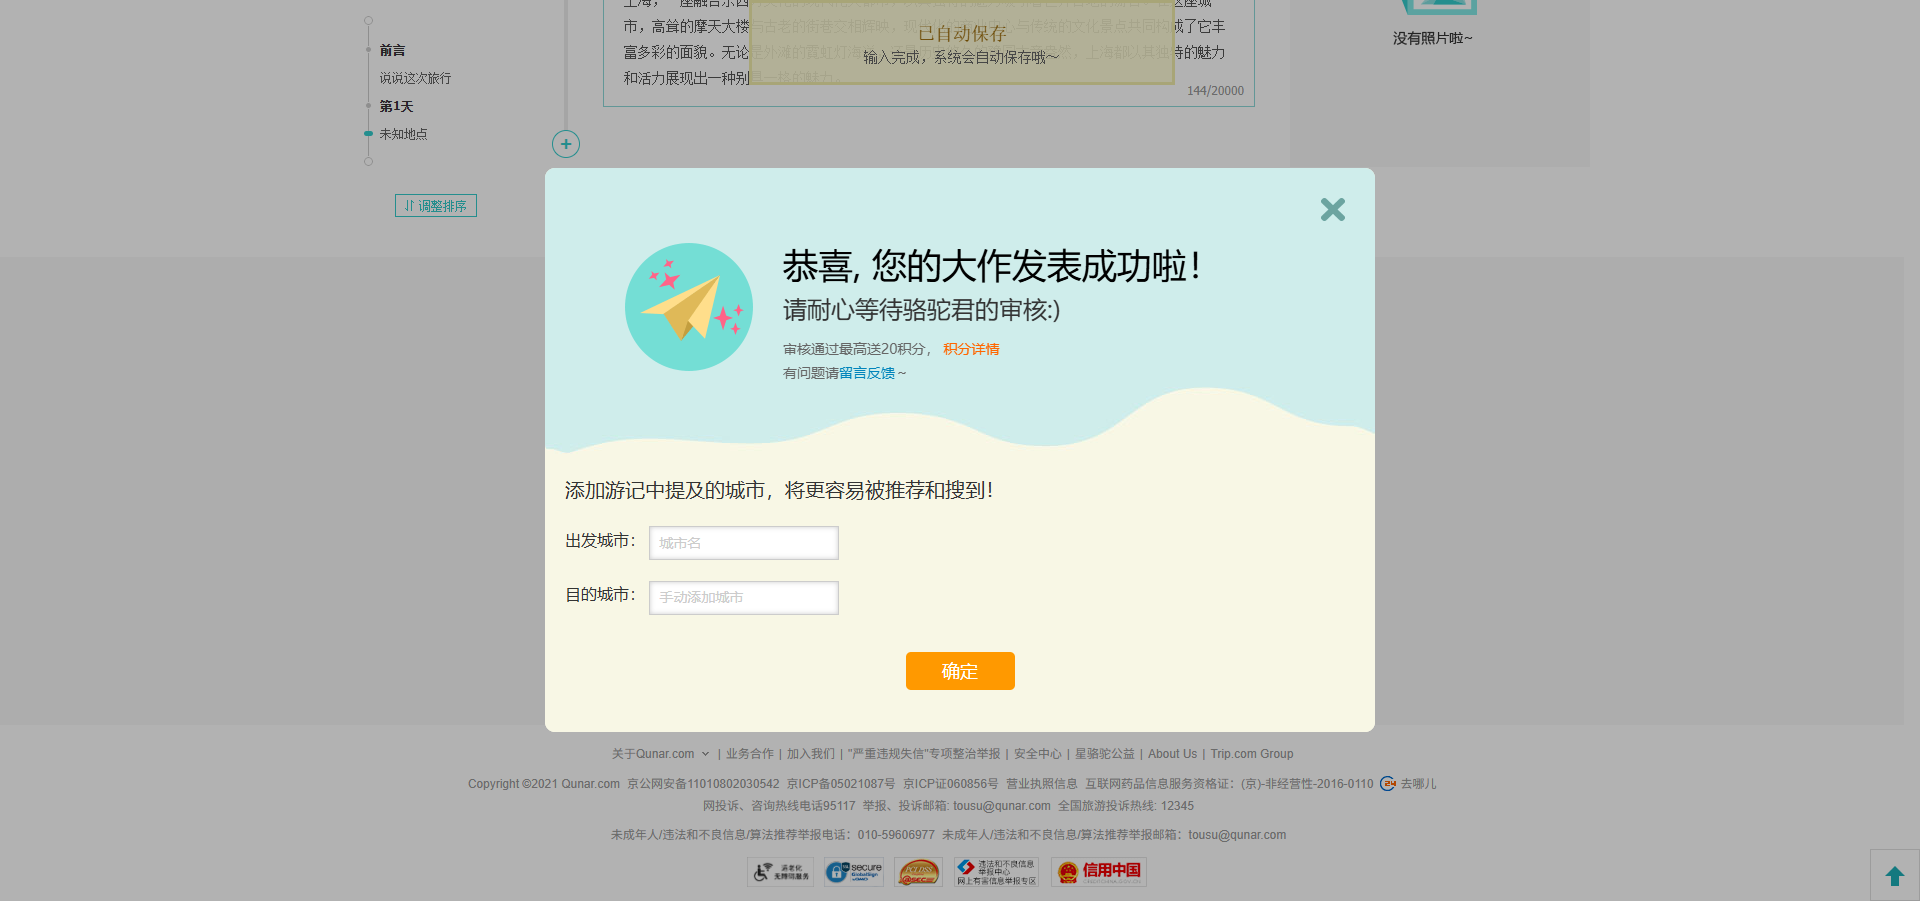 前言
说说这次旅行
第1天
未知地点
调整排序
市，高耸的摩天大楼
富多彩的面貌。无论
和活力展现出一种别
成了它丰
特的魅力
已自动保存
输入完成，系统会自动保存哦～
144/20000
没有照片啦~
恭喜, 您的大作发表成功啦！
请耐心等待骆驼君的审核:)
审核通过最高送20积分， 积分详情
有问题请留言反馈 ~
添加游记中提及的城市，将更容易被推荐和搜到！
出发城市： 城市名
目的城市： 手动添加城市
确定
关于Qunar.com | 业务合作 | 加入我们 | "严重违规失信"专项整治举报 | 安全中心 | 星骆驼公益 | About Us | Trip.com Group
Copyright ©2021 Qunar.com 京公网安备11010802030542 京ICP备05021087号 京ICP证060856号 营业执照信息 互联网药品信息服务资格证：(京)-非经营性-2016-0110 去哪儿
网投诉、咨询热线电话95117 举报、投诉邮箱: tousu@qunar.com 全国旅游投诉热线: 12345
未成年人/违法和不良信息/算法推荐举报电话：010-59606977 未成年人/违法和不良信息/算法推荐举报邮箱：tousu@qunar.com
适老化
无障碍服务
secure
GlobalSign
违法和不良信息
举报中心
网上有害信息举报专区
信用中国